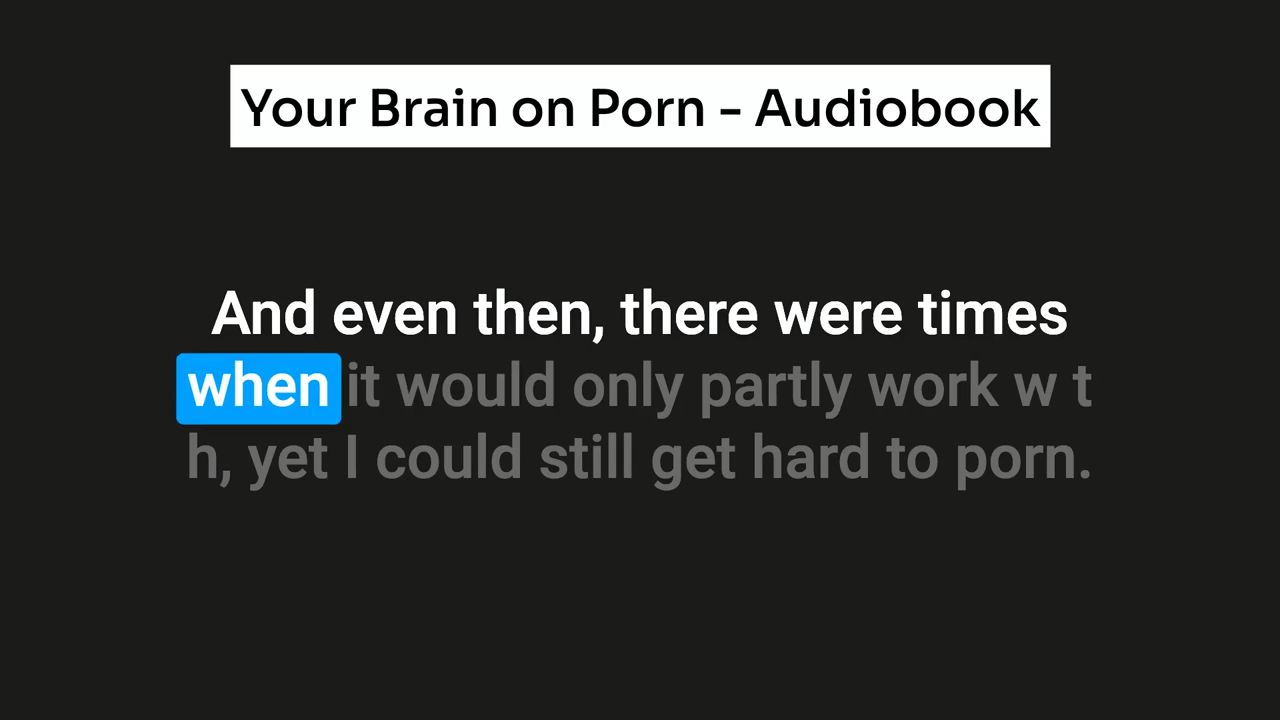 Your Brain on Porn - Audiobook
And even then, there were times
when it would only partly work w t
h, yet I could still get hard to porn.